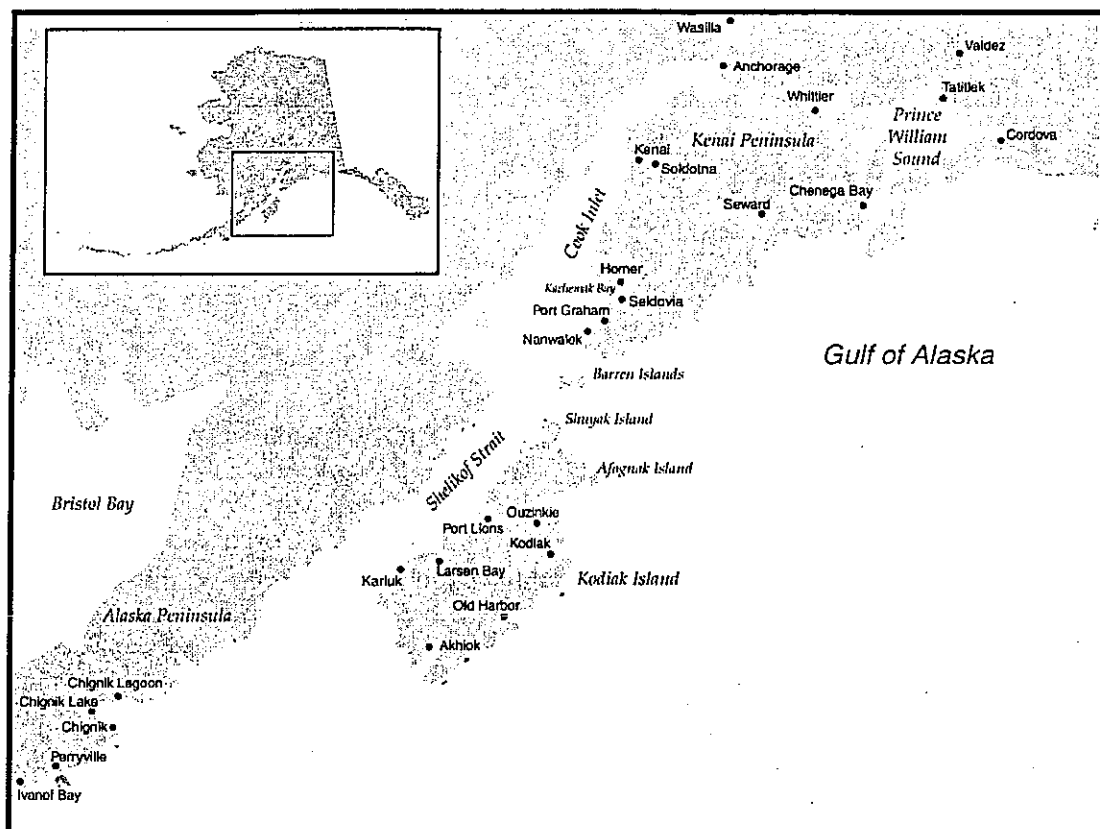 Wasilla
Anchorage
Valdez
Whittier
Tatitlek
Prince
William
Sound
Cordova
Kenai Peninsula
Kenai
Soldotna
Chenega Bay
Seward
Cook Inlet
Homer
Kachemak Bay
Seldovia
Port Graham
Nanwalek
Gulf of Alaska
Barren Islands
Shuyak Island
Shelikof Strait
Afognak Island
Bristol Bay
Ouzinkie
Port Lions
Kodiak
Larsen Bay
Karluk
Kodiak Island
Old Harbor
Alaska Peninsula
Akhiok
Chignik Lagoon
Chignik Lake
Chignik
Perryville
Ivanof Bay